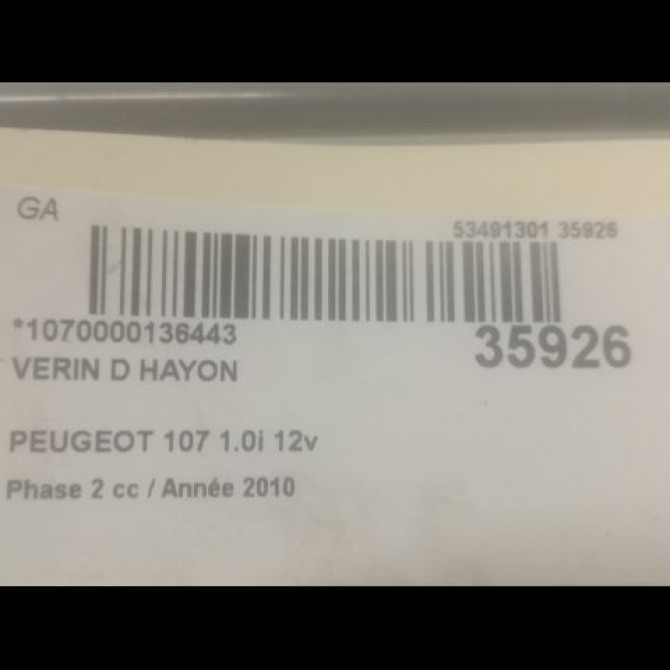 GA
53491301 35926
*1070000136443
35926
VERIN D HAYON
PEUGEOT 107 1.0i 12v
Phase 2 cc / Année 2010